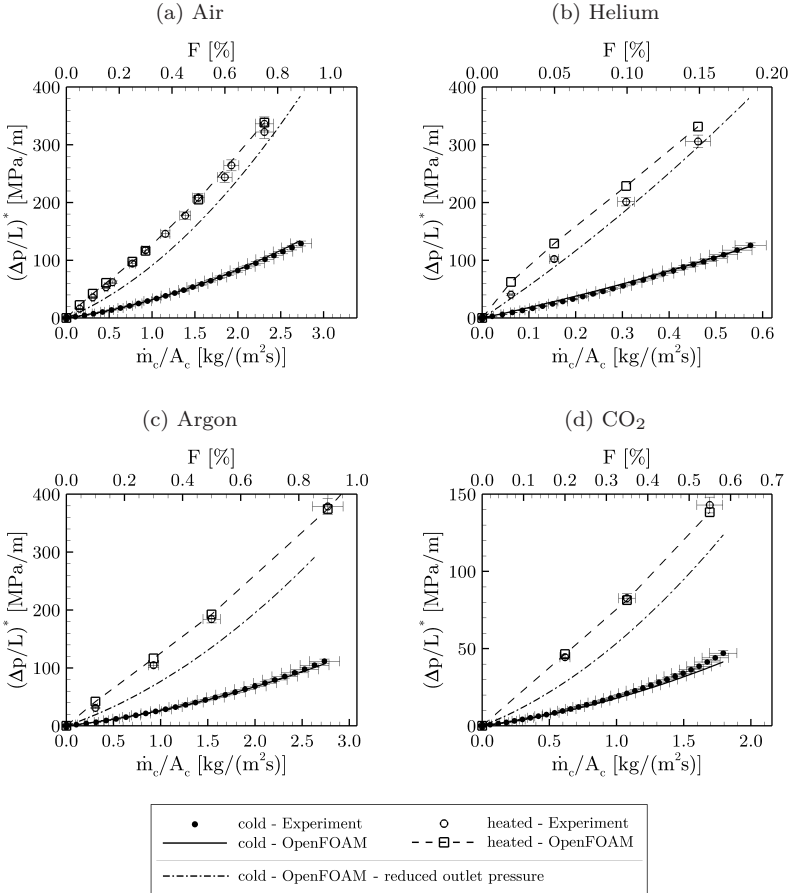 (a) Air
F [%]
0.0 0.2 0.4 0.6 0.8 1.0
400
300
200
100
0
(Δp/L)* [MPa/m]
0.0 0.5 1.0 1.5 2.0 2.5 3.0
ṁc/Ac [kg/(m²s)]
(b) Helium
F [%]
0.00 0.05 0.10 0.15 0.20
400
300
200
100
0
(Δp/L)* [MPa/m]
0.0 0.1 0.2 0.3 0.4 0.5 0.6
ṁc/Ac [kg/(m²s)]
(c) Argon
F [%]
0.0 0.2 0.4 0.6 0.8 1.0
400
300
200
100
0
(Δp/L)* [MPa/m]
0.0 0.5 1.0 1.5 2.0 2.5 3.0
ṁc/Ac [kg/(m²s)]
(d) CO₂
F [%]
0.0 0.1 0.2 0.3 0.4 0.5 0.6 0.7
150
100
50
0
(Δp/L)* [MPa/m]
0.0 0.5 1.0 1.5 2.0
ṁc/Ac [kg/(m²s)]
cold - Experiment
heated - Experiment
cold - OpenFOAM
heated - OpenFOAM
cold - OpenFOAM - reduced outlet pressure